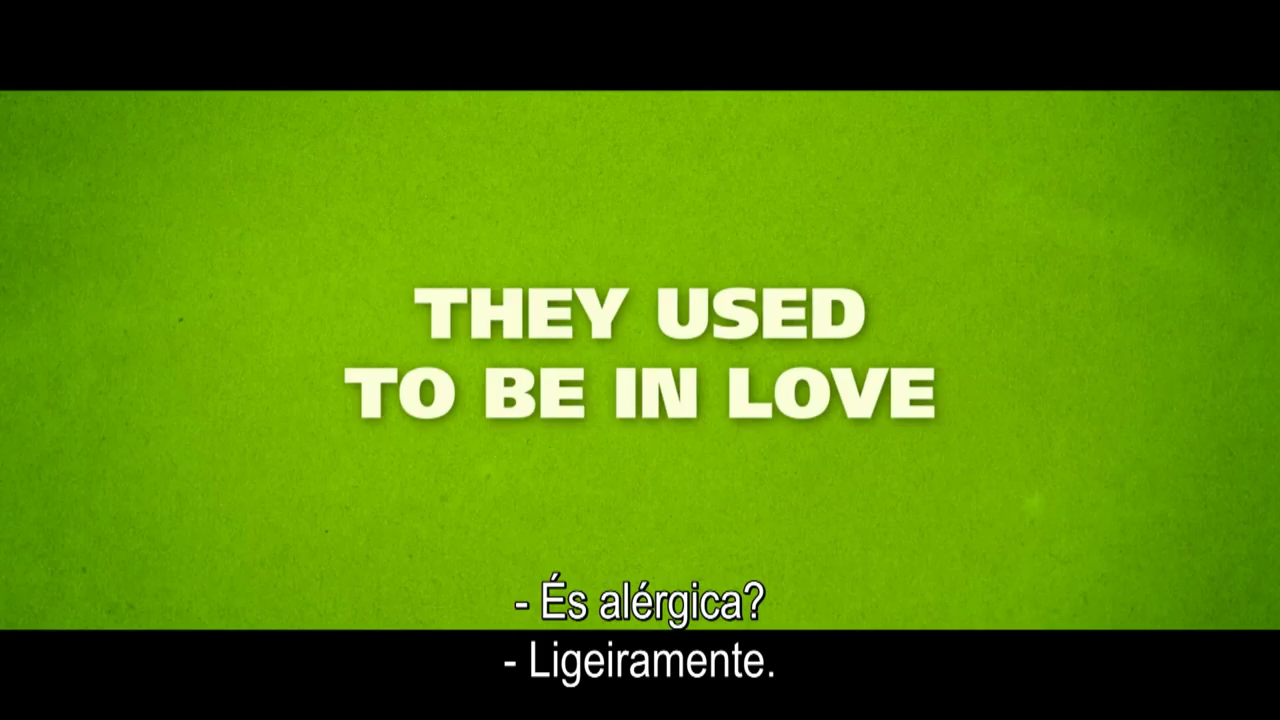 THEY USED
TO BE IN LOVE
- És alérgica?
- Ligeiramente.